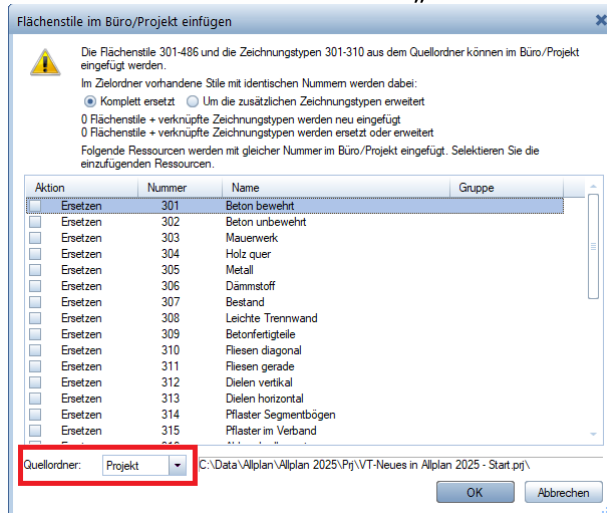 „
Flächenstile im Büro/Projekt einfügen
Die Flächenstile 301-486 und die Zeichnungstypen 301-310 aus dem Quellordner können im Büro/Projekt
eingefügt werden.
Im Zielordner vorhandene Stile mit identischen Nummern werden dabei:
Komplett ersetzt Um die zusätzlichen Zeichnungstypen erweitert
0 Flächenstile + verknüpfte Zeichnungstypen werden neu eingefügt
0 Flächenstile + verknüpfte Zeichnungstypen werden ersetzt oder erweitert
Folgende Ressourcen werden mit gleicher Nummer im Büro/Projekt eingefügt. Selektieren Sie die
einzufügenden Ressourcen.
Aktion Nummer Name Gruppe
Ersetzen 301 Beton bewehrt
Ersetzen 302 Beton unbewehrt
Ersetzen 303 Mauerwerk
Ersetzen 304 Holz quer
Ersetzen 305 Metall
Ersetzen 306 Dämmstoff
Ersetzen 307 Bestand
Ersetzen 308 Leichte Trennwand
Ersetzen 309 Betonfertigteile
Ersetzen 310 Fliesen diagonal
Ersetzen 311 Fliesen gerade
Ersetzen 312 Dielen vertikal
Ersetzen 313 Dielen horizontal
Ersetzen 314 Pflaster Segmentbögen
Ersetzen 315 Pflaster im Verband
Quellordner: Projekt C:\Data\Allplan\Allplan 2025\Prj\VT-Neues in Allplan 2025 - Start.prj\
OK Abbrechen